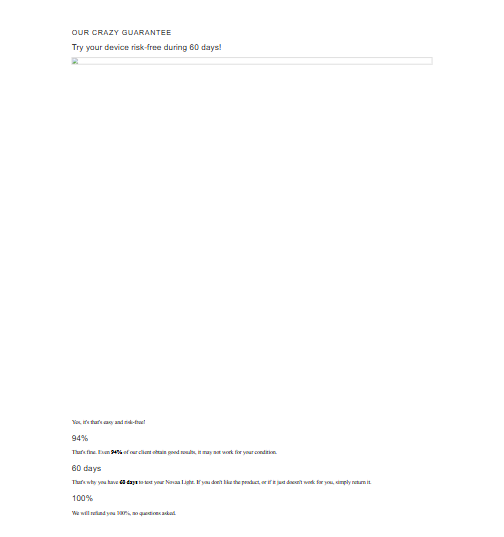 OUR CRAZY GUARANTEE
Try your device risk-free during 60 days!
Yes, it's that's easy and risk-free!
94%
That's fine. Even 94% of our client obtain good results, it may not work for your condition.
60 days
That's why you have 60 days to test your Novaa Light. If you don't like the product, or if it just doesn't work for you, simply return it.
100%
We will refund you 100%, no questions asked.